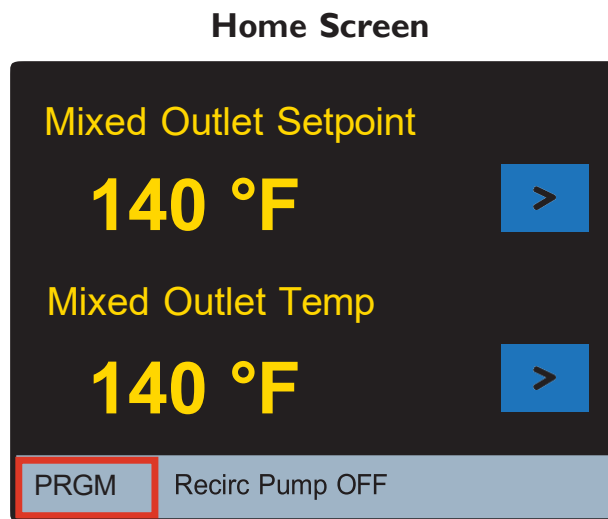 Home Screen
Mixed Outlet Setpoint
140 °F
>
Mixed Outlet Temp
140 °F
>
PRGM Recirc Pump OFF